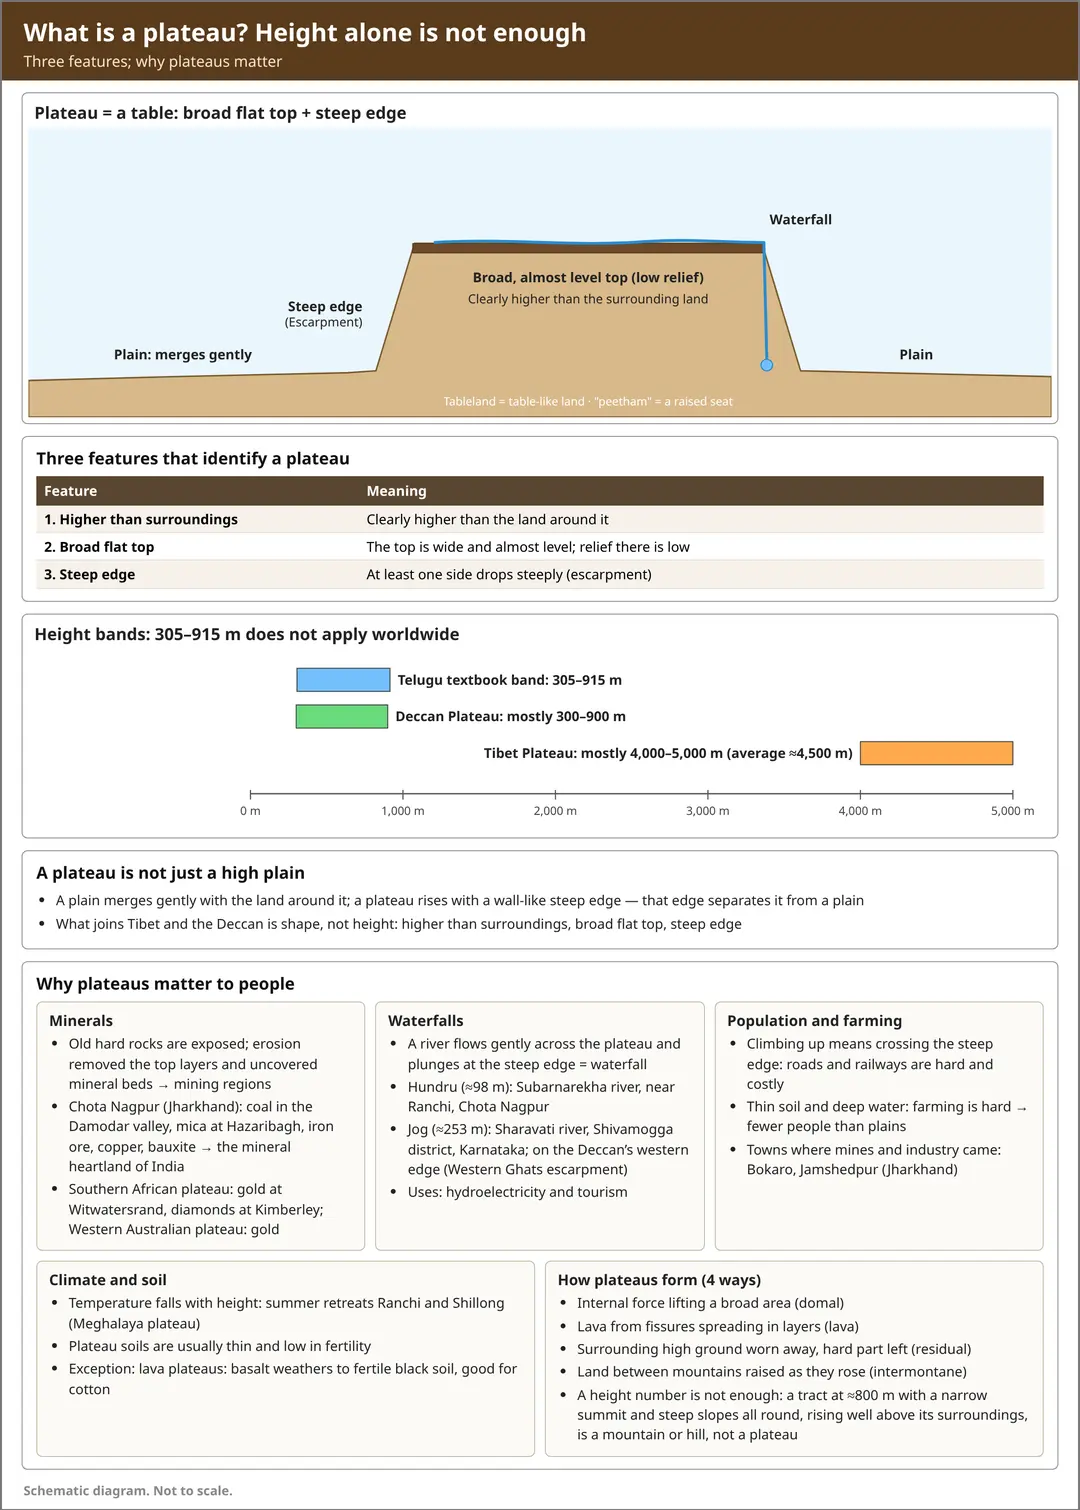 What is a plateau? Height alone is not enough
Three features; why plateaus matter
Plateau = a table: broad flat top + steep edge
Waterfall
Broad, almost level top (low relief)
Clearly higher than the surrounding land
Steep edge
(Escarpment)
Plain: merges gently
Plain
Tableland = table-like land · "peetham" = a raised seat
Three features that identify a plateau
Feature Meaning
1. Higher than surroundings Clearly higher than the land around it
2. Broad flat top The top is wide and almost level; relief there is low
3. Steep edge At least one side drops steeply (escarpment)
Height bands: 305–915 m does not apply worldwide
Telugu textbook band: 305–915 m
Deccan Plateau: mostly 300–900 m
Tibet Plateau: mostly 4,000–5,000 m (average ≈4,500 m)
0 m 1,000 m 2,000 m 3,000 m 4,000 m 5,000 m
A plateau is not just a high plain
• A plain merges gently with the land around it; a plateau rises with a wall-like steep edge — that edge separates it from a plain
• What joins Tibet and the Deccan is shape, not height: higher than surroundings, broad flat top, steep edge
Why plateaus matter to people
Minerals
• Old hard rocks are exposed; erosion
removed the top layers and uncovered
mineral beds → mining regions
• Chota Nagpur (Jharkhand): coal in the
Damodar valley, mica at Hazaribagh, iron
ore, copper, bauxite → the mineral
heartland of India
• Southern African plateau: gold at
Witwatersrand, diamonds at Kimberley;
Western Australian plateau: gold
Waterfalls
• A river flows gently across the plateau and
plunges at the steep edge = waterfall
• Hundru (≈98 m): Subarnarekha river, near
Ranchi, Chota Nagpur
• Jog (≈253 m): Sharavati river, Shivamogga
district, Karnataka; on the Deccan’s western
edge (Western Ghats escarpment)
• Uses: hydroelectricity and tourism
Population and farming
• Climbing up means crossing the steep
edge: roads and railways are hard and
costly
• Thin soil and deep water: farming is hard →
fewer people than plains
• Towns where mines and industry came:
Bokaro, Jamshedpur (Jharkhand)
Climate and soil
• Temperature falls with height: summer retreats Ranchi and Shillong
(Meghalaya plateau)
• Plateau soils are usually thin and low in fertility
• Exception: lava plateaus: basalt weathers to fertile black soil, good for
cotton
How plateaus form (4 ways)
• Internal force lifting a broad area (domal)
• Lava from fissures spreading in layers (lava)
• Surrounding high ground worn away, hard part left (residual)
• Land between mountains raised as they rose (intermontane)
• A height number is not enough: a tract at ≈800 m with a narrow
summit and steep slopes all round, rising well above its surroundings,
is a mountain or hill, not a plateau
Schematic diagram. Not to scale.